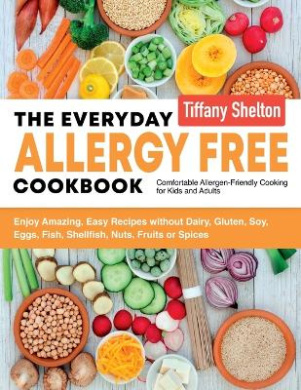 THE EVERYDAY
Tiffany Shelton
ALLERGY FREE
COOKBOOK
Comfortable Allergen-Friendly Cooking
for Kids and Adults
Enjoy Amazing, Easy Recipes without Dairy, Gluten, Soy,
Eggs, Fish, Shellfish, Nuts, Fruits or Spices